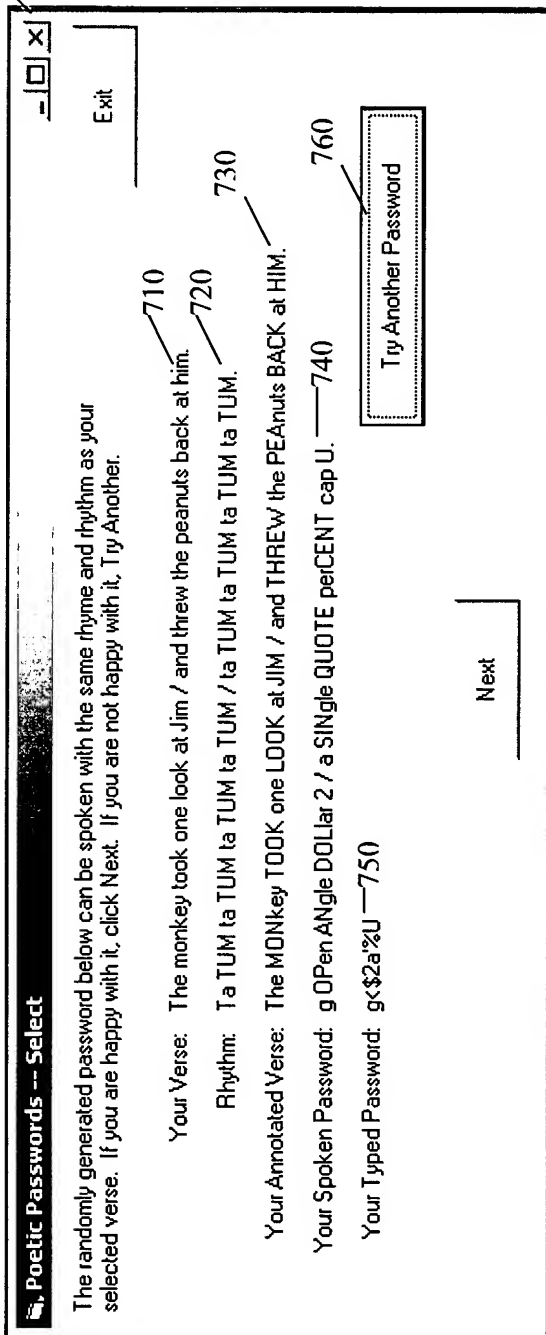 Poetic Passwords -- Select
Exit
The randomly generated password below can be spoken with the same rhyme and rhythm as your
selected verse. If you are happy with it, click Next. If you are not happy with it, Try Another.
Your Verse: The monkey took one look at Jim / and threw the peanuts back at him. 710
Rhythm: Ta TUM ta TUM ta TUM ta TUM / ta TUM ta TUM ta TUM ta TUM. 720
Your Annotated Verse: The MONkey TOOK one LOOK at JIM / and THREW the PEAnuts BACK at HIM. 730
Your Spoken Password: g OPen ANgle DOLlar 2 / a SINgle QUOTE perCENT cap U. 740
Your Typed Password: g<$2a'%U 750
760
Try Another Password
Next